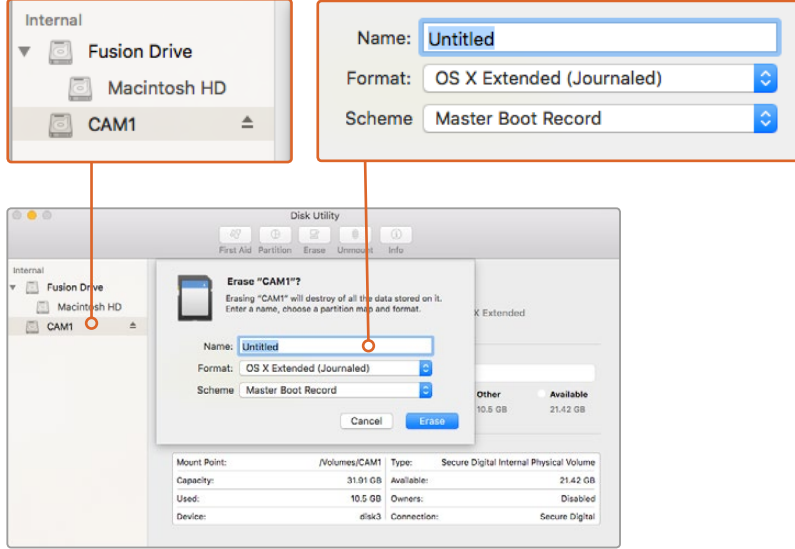 Internal
Fusion Drive
Macintosh HD
CAM1
Name: Untitled
Format: OS X Extended (Journaled)
Scheme Master Boot Record
Disk Utility
First Aid Partition Erase Unmount Info
Internal
Fusion Drive
Macintosh HD
CAM1
Erase "CAM1"?
Erasing "CAM1" will destroy of all the data stored on it.
Enter a name, choose a partition map and format.
X Extended
Name: Untitled
Format: OS X Extended (Journaled)
Scheme Master Boot Record
Cancel Erase
Other Available
10.5 GB 21.42 GB
Mount Point: /Volumes/CAM1 Type: Secure Digital Internal Physical Volume
Capacity: 31.91 GB Available: 21.42 GB
Used: 10.5 GB Owners: Disabled
Device: disk3 Connection: Secure Digital